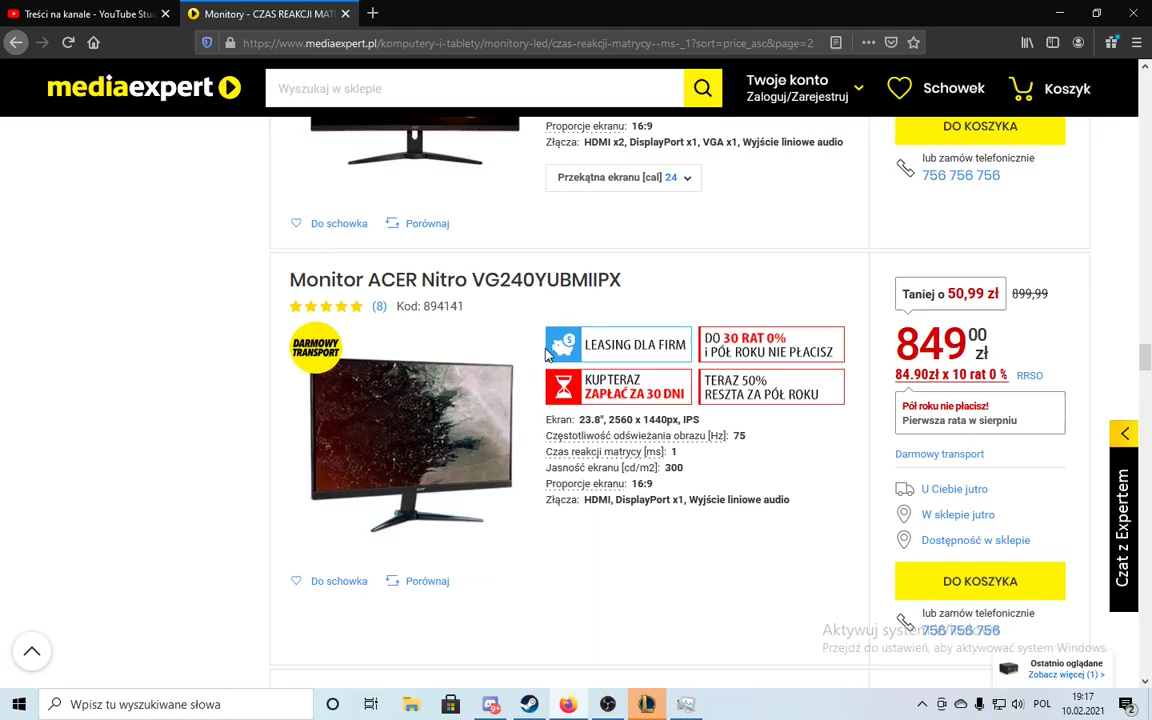 Treści na kanale - YouTube Stu
Monitory - CZAS REAKCJI MAT
https://www.mediaexpert.pl/komputery-i-tablety/monitory-led/czas-reakcji-matrycy--ms-_1?sort=price_asc&page=2
mediaexpert
Wyszukaj w sklepie
Twoje konto
Zaloguj/Zarejestruj
Schowek
Koszyk
Proporcje ekranu: 16:9
Złącza: HDMI x2, DisplayPort x1, VGA x1, Wyjście liniowe audio
Przekątna ekranu [cal] 24
Do schowka
Porównaj
DO KOSZYKA
lub zamów telefonicznie
756 756 756
Monitor ACER Nitro VG240YUBMIIPX
(8) Kod: 894141
DARMOWY
TRANSPORT
LEASING DLA FIRM
DO 30 RAT 0%
i PÓŁ ROKU NIE PŁACISZ
KUP TERAZ
ZAPŁAĆ ZA 30 DNI
TERAZ 50%
RESZTA ZA PÓŁ ROKU
Ekran: 23.8", 2560 x 1440px, IPS
Częstotliwość odświeżania obrazu [Hz]: 75
Czas reakcji matrycy [ms]: 1
Jasność ekranu [cd/m2]: 300
Proporcje ekranu: 16:9
Złącza: HDMI, DisplayPort x1, Wyjście liniowe audio
acer
Do schowka
Porównaj
Taniej o 50,99 zł 899,99
849 00 zł
84.90zł x 10 rat 0 % RRSO
Pół roku nie płacisz!
Pierwsza rata w sierpniu
Darmowy transport
U Ciebie jutro
W sklepie jutro
Dostępność w sklepie
DO KOSZYKA
lub zamów telefonicznie
756 756 756
Czat z Expertem
Aktywuj system Windows
Przejdź do ustawień, aby aktywować system Windows.
Ostatnio oglądane
Zobacz więcej (1) >
Wpisz tu wyszukiwane słowa
9+
POL
19:17
10.02.2021
2